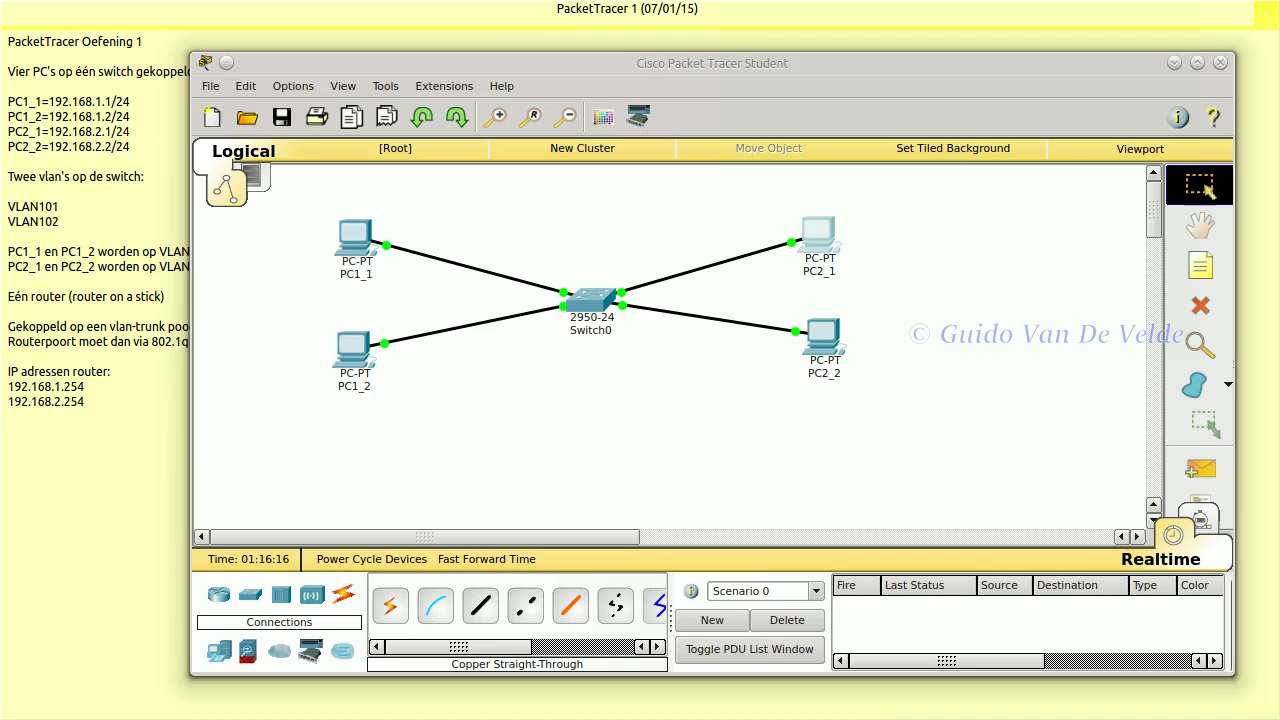 PacketTracer 1 (07/01/15)
PacketTracer Oefening 1
Vier PC's op één switch gekoppeld
PC1_1=192.168.1.1/24
PC1_2=192.168.1.2/24
PC2_1=192.168.2.1/24
PC2_2=192.168.2.2/24
Twee vlan's op de switch:
VLAN101
VLAN102
PC1_1 en PC1_2 worden op VLAN
PC2_1 en PC2_2 worden op VLAN
Eén router (router on a stick)
Gekoppeld op een vlan-trunk poo
Routerpoort moet dan via 802.1q
IP adressen router:
192.168.1.254
192.168.2.254
Cisco Packet Tracer Student
File Edit Options View Tools Extensions Help
Logical [Root] New Cluster Move Object Set Tiled Background Viewport
PC-PT
PC1_1
PC-PT
PC2_1
2950-24
Switch0
PC-PT
PC1_2
PC-PT
PC2_2
© Guido Van De Velde
Time: 01:16:16 Power Cycle Devices Fast Forward Time Realtime
Connections
Copper Straight-Through
Scenario 0
New Delete
Toggle PDU List Window
Fire Last Status Source Destination Type Color